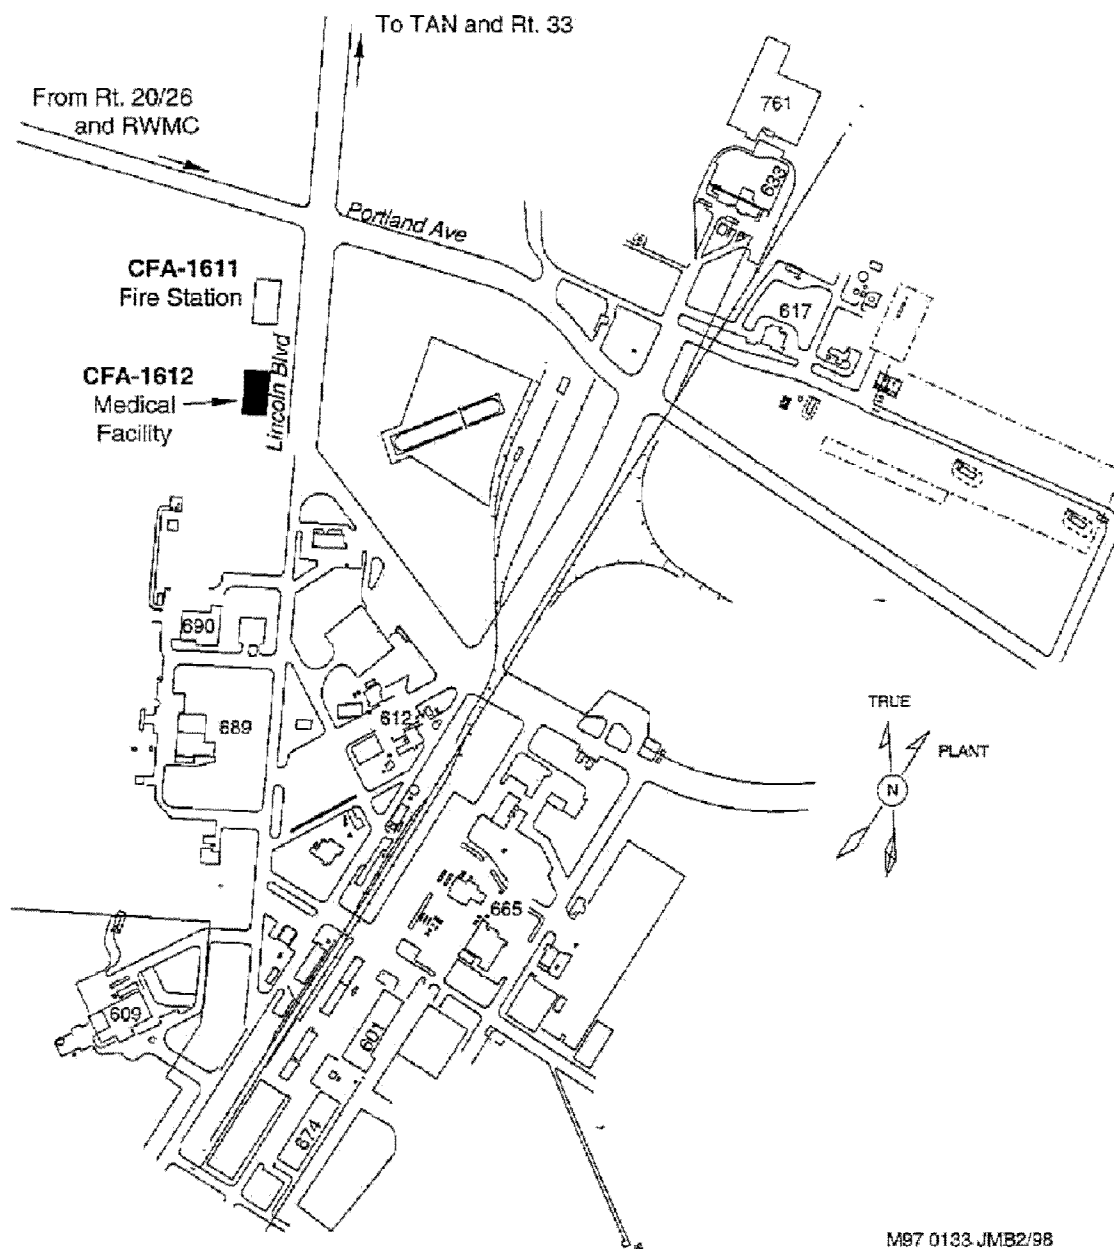 To TAN and Rt. 33
From Rt. 20/26
and RWMC
761
633
Portland Ave
CFA-1611
Fire Station
617
Lincoln Blvd
CFA-1612
Medical
Facility
690
612
689
TRUE
PLANT
N
665
609
601
674
M97 0133 JMB2/98